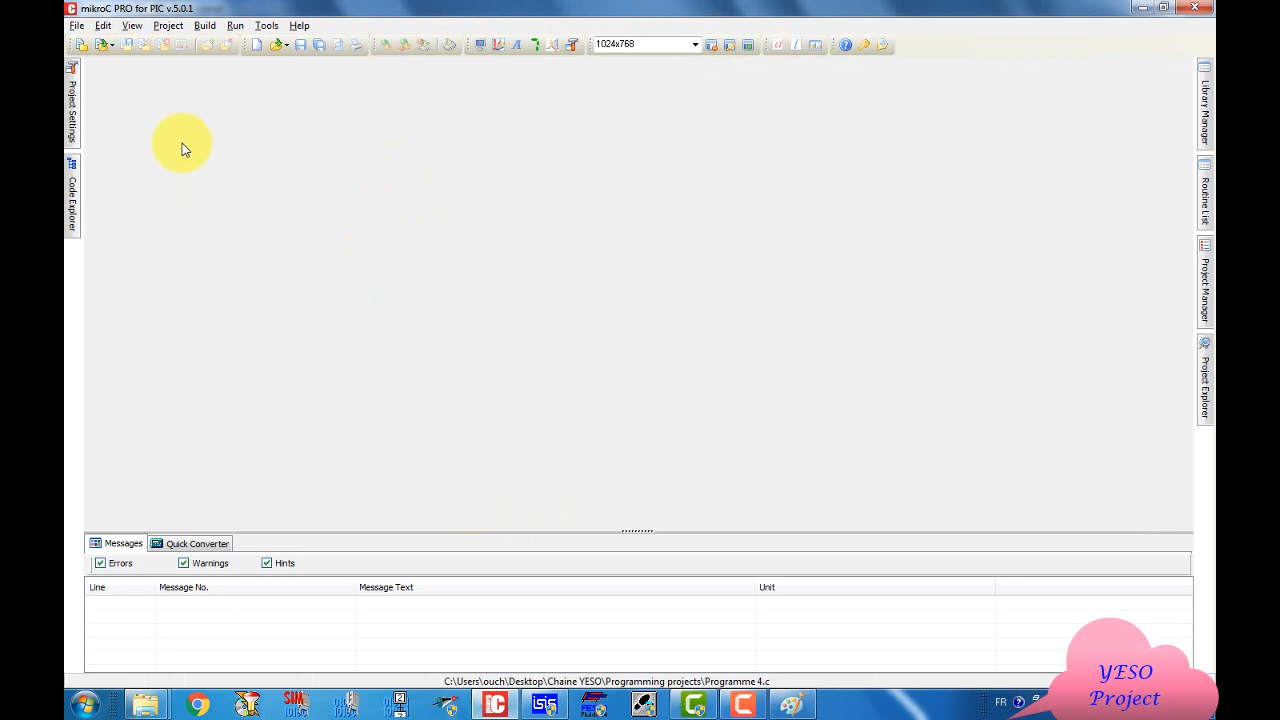 mikroC PRO for PIC v.5.0.1
File Edit View Project Build Run Tools Help
1024x768
Project Settings
Code Explorer
Library Manager
Routine List
Project Manager
Project Explorer
Messages Quick Converter
Errors Warnings Hints
Line Message No. Message Text Unit
C:\Users\ouch\Desktop\Chaine YESO\Programming projects\Programme 4.c
SIM
isis
FR
YESO
Project